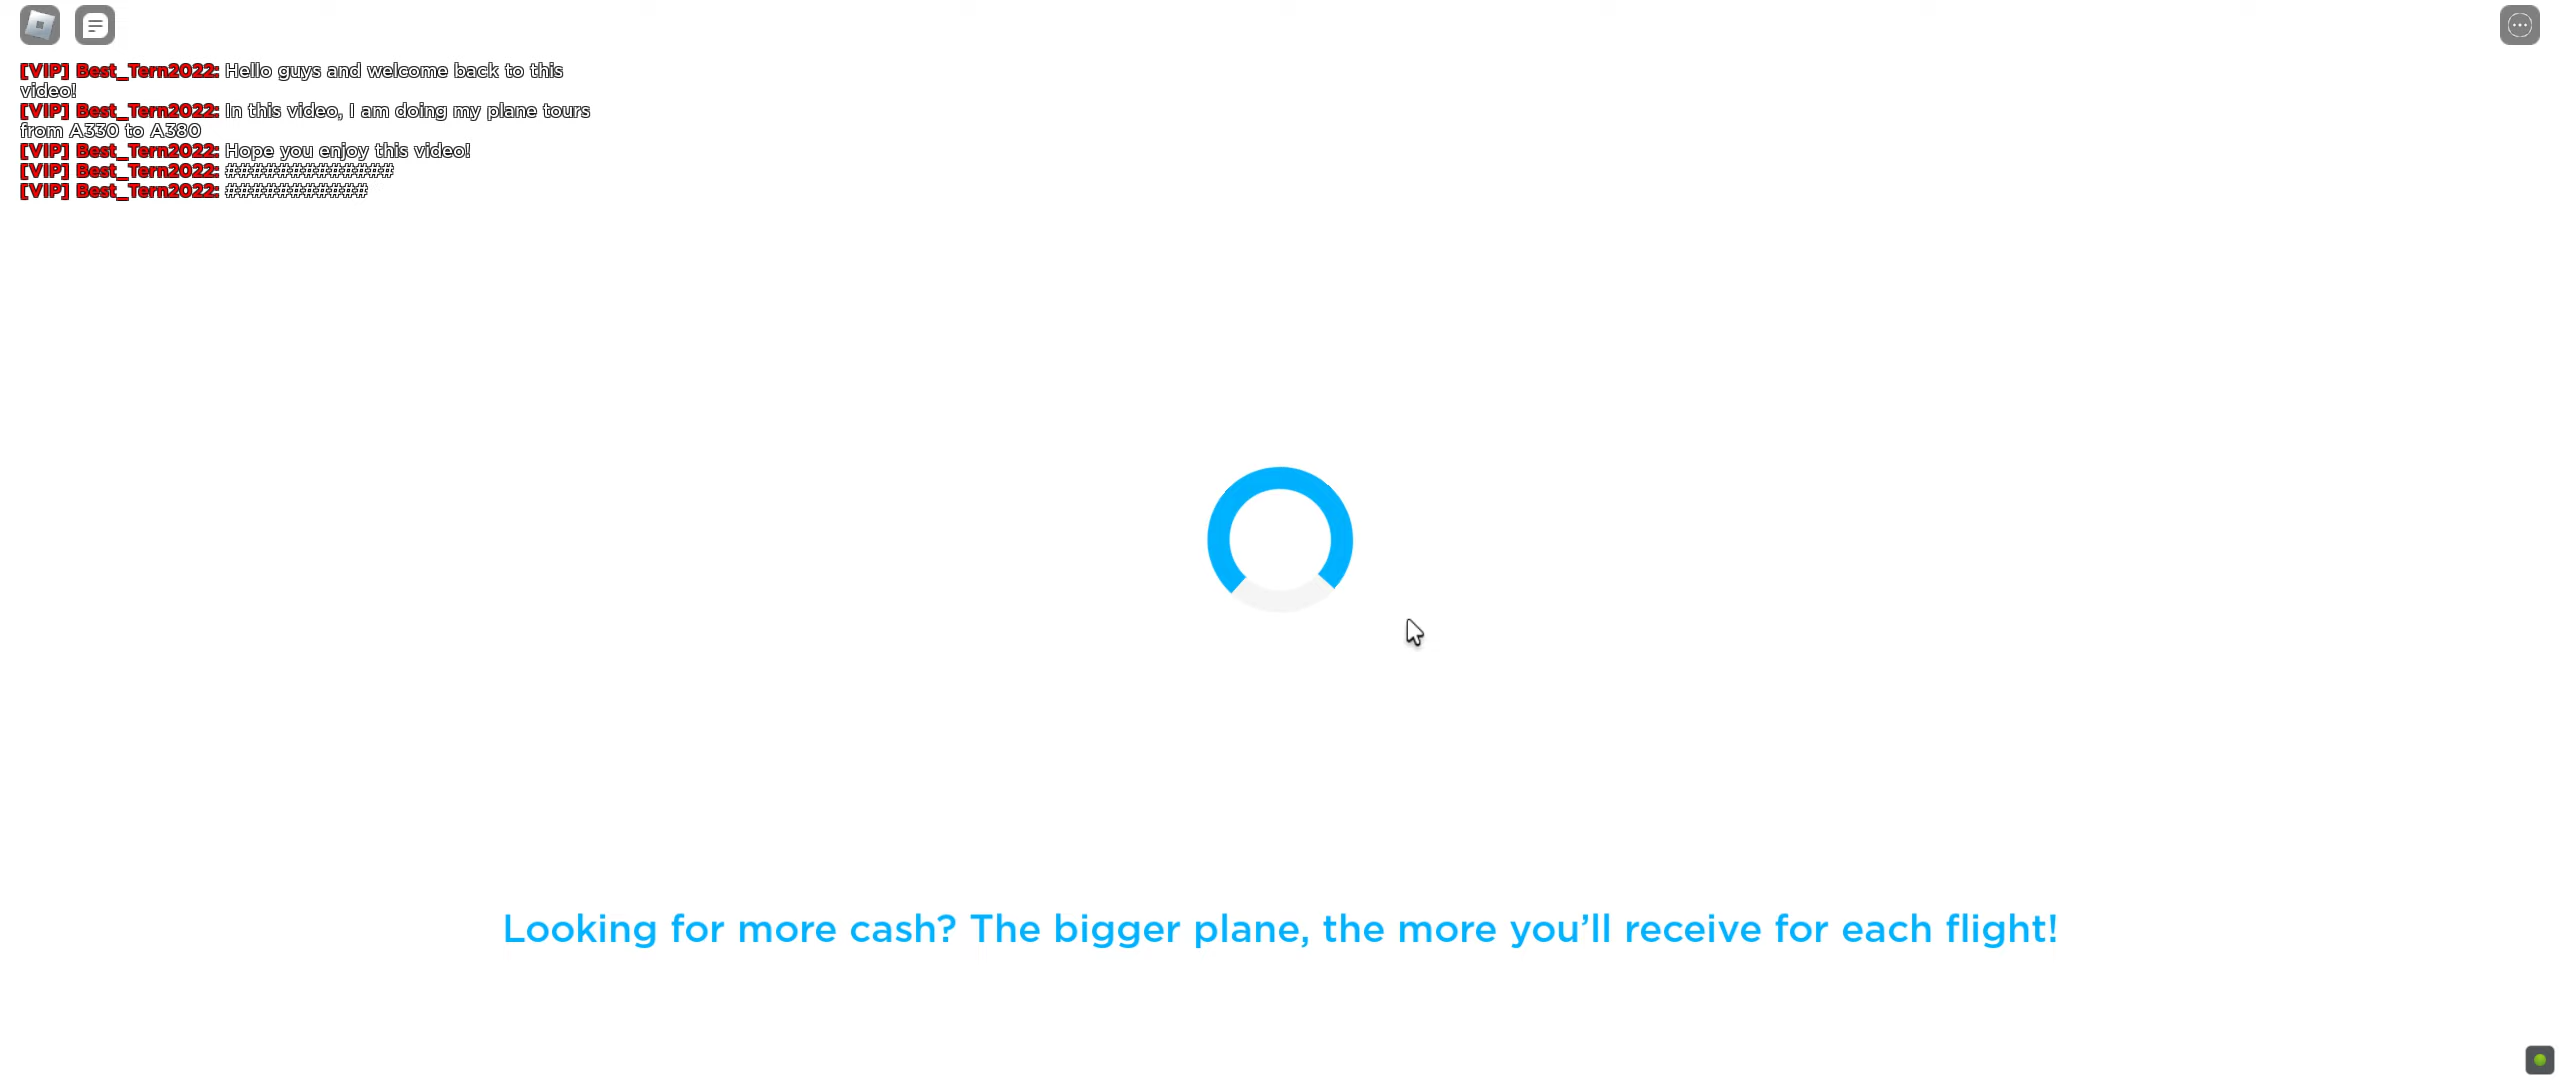 [VIP] Best_Tern2022: Hello guys and welcome back to this
video!
[VIP] Best_Tern2022: In this video, I am doing my plane tours
from A330 to A380
[VIP] Best_Tern2022: Hope you enjoy this video!
[VIP] Best_Tern2022: ################
[VIP] Best_Tern2022: #############
Looking for more cash? The bigger plane, the more you’ll receive for each flight!